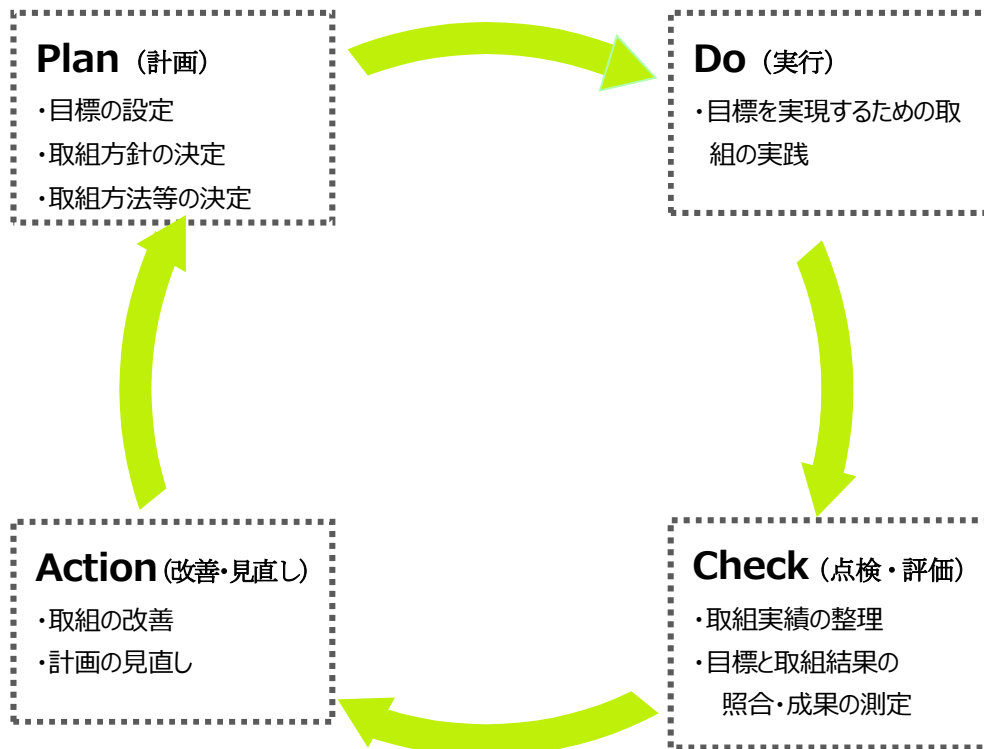 Plan（計画）
・目標の設定
・取組方針の決定
・取組方法等の決定
Do（実行）
・目標を実現するための取
組の実践
Check（点検・評価）
・取組実績の整理
・目標と取組結果の
照合・成果の測定
Action（改善・見直し）
・取組の改善
・計画の見直し